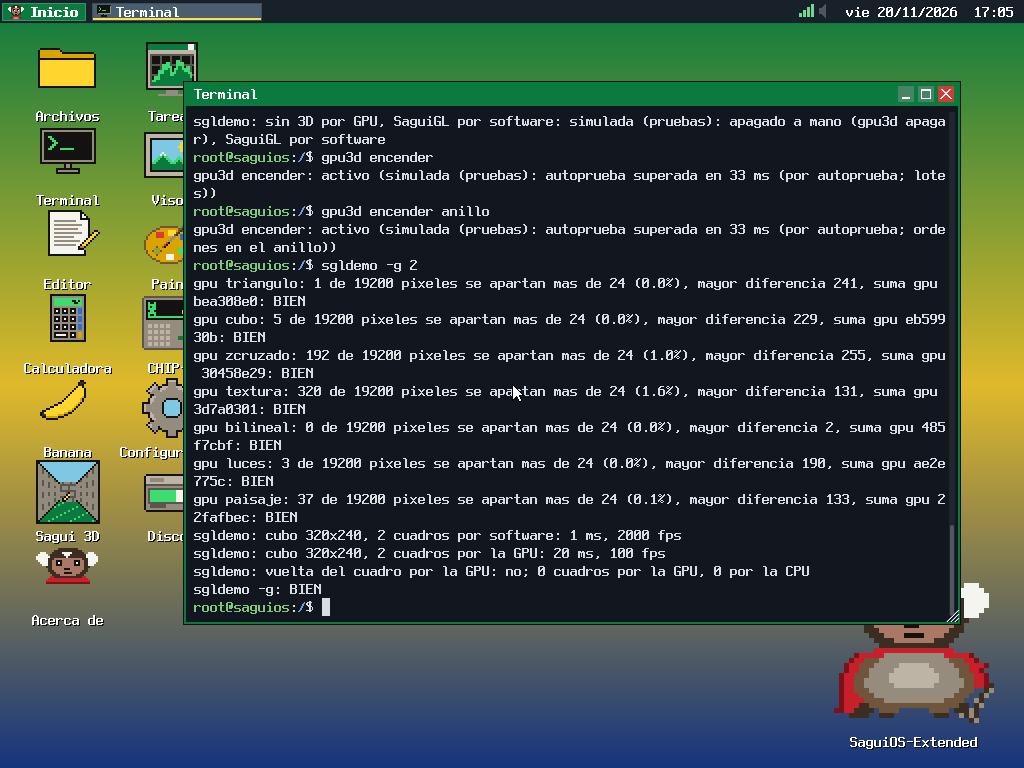 Inicio
Terminal
vie 20/11/2026 17:05
Archivos
Tarea
Terminal
Viso
Editor
Pain
Calculadora
CHIP-
Banana
Configur
Sagui 3D
Disco
Acerca de
Terminal
sgldemo: sin 3D por GPU, SaguiGL por software: simulada (pruebas): apagado a mano (gpu3d apaga
r), SaguiGL por software
root@saguios:/$ gpu3d encender
gpu3d encender: activo (simulada (pruebas): autoprueba superada en 33 ms (por autoprueba; lote
s))
root@saguios:/$ gpu3d encender anillo
gpu3d encender: activo (simulada (pruebas): autoprueba superada en 33 ms (por autoprueba; orde
nes en el anillo))
root@saguios:/$ sgldemo -g 2
gpu triangulo: 1 de 19200 pixeles se apartan mas de 24 (0.0%), mayor diferencia 241, suma gpu
bea308e0: BIEN
gpu cubo: 5 de 19200 pixeles se apartan mas de 24 (0.0%), mayor diferencia 229, suma gpu eb599
30b: BIEN
gpu zcruzado: 192 de 19200 pixeles se apartan mas de 24 (1.0%), mayor diferencia 255, suma gpu
30458e29: BIEN
gpu textura: 320 de 19200 pixeles se apartan mas de 24 (1.6%), mayor diferencia 131, suma gpu
3d7a0301: BIEN
gpu bilineal: 0 de 19200 pixeles se apartan mas de 24 (0.0%), mayor diferencia 2, suma gpu 485
f7cbf: BIEN
gpu luces: 3 de 19200 pixeles se apartan mas de 24 (0.0%), mayor diferencia 190, suma gpu ae2e
775c: BIEN
gpu paisaje: 37 de 19200 pixeles se apartan mas de 24 (0.1%), mayor diferencia 133, suma gpu 2
2fafbec: BIEN
sgldemo: cubo 320x240, 2 cuadros por software: 1 ms, 2000 fps
sgldemo: cubo 320x240, 2 cuadros por la GPU: 20 ms, 100 fps
sgldemo: vuelta del cuadro por la GPU: no; 0 cuadros por la GPU, 0 por la CPU
sgldemo -g: BIEN
root@saguios:/$
SaguiOS-Extended